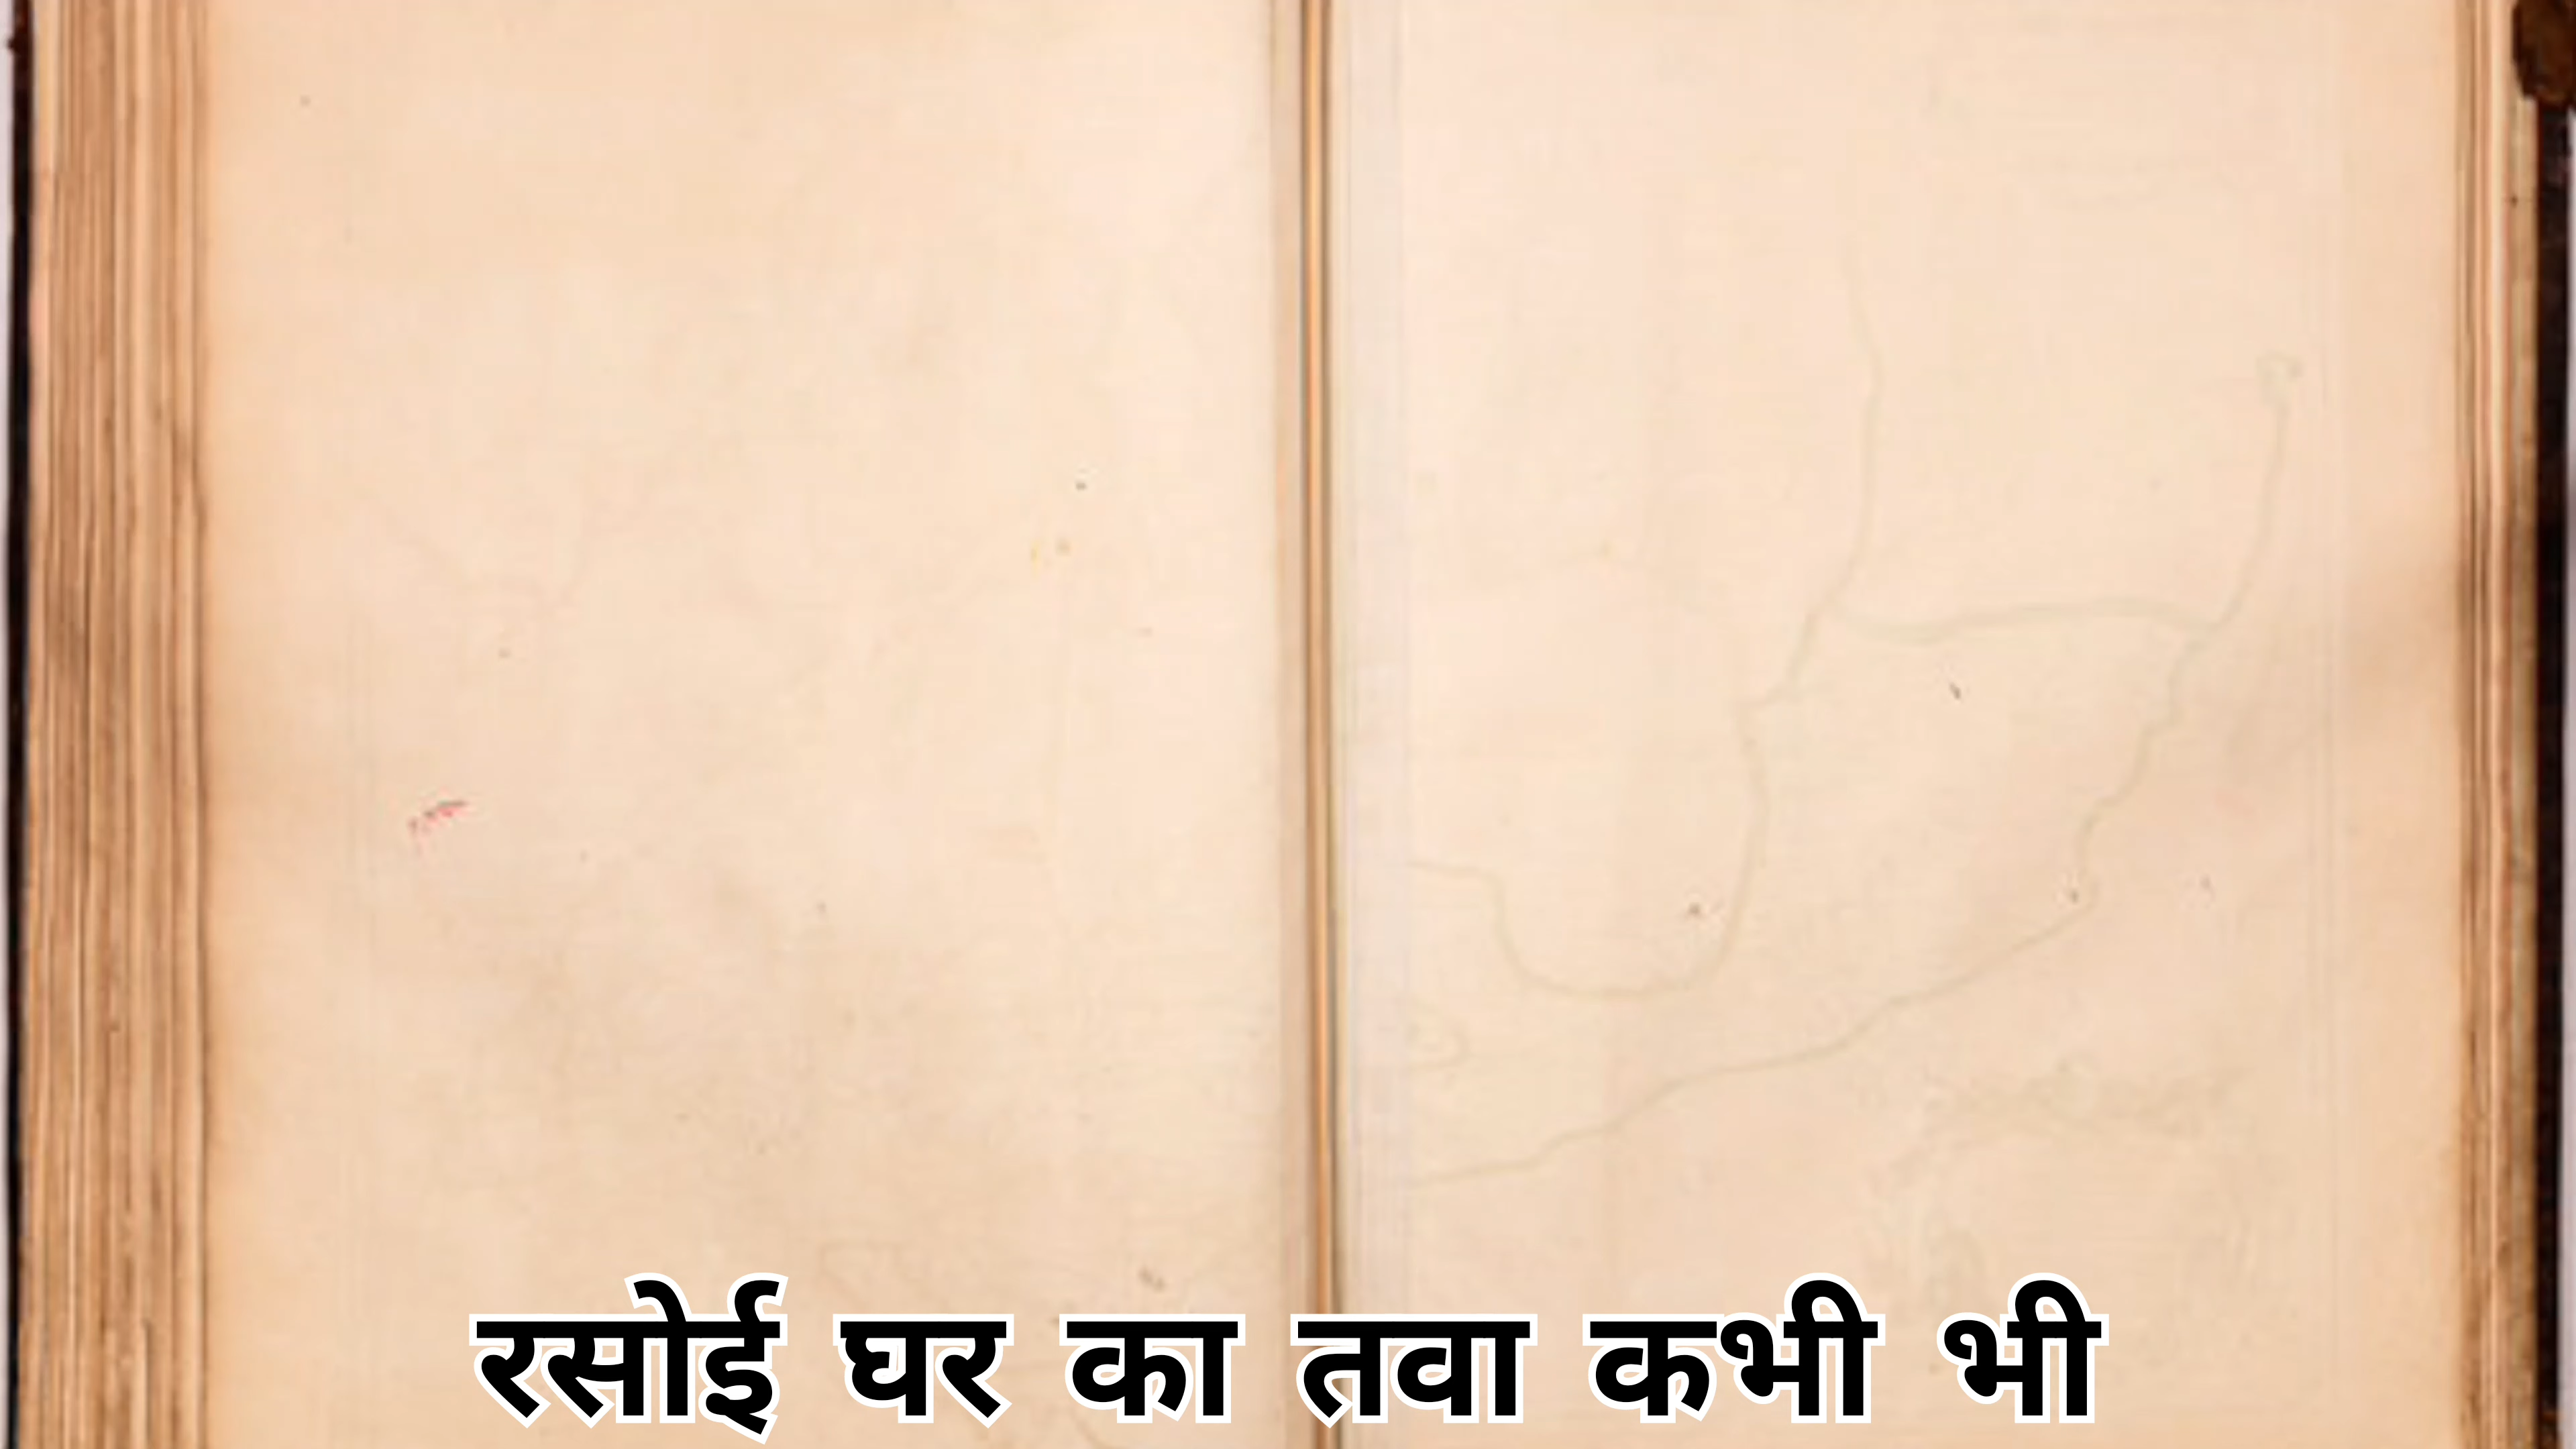 रसोई घर का तवा कभी भी